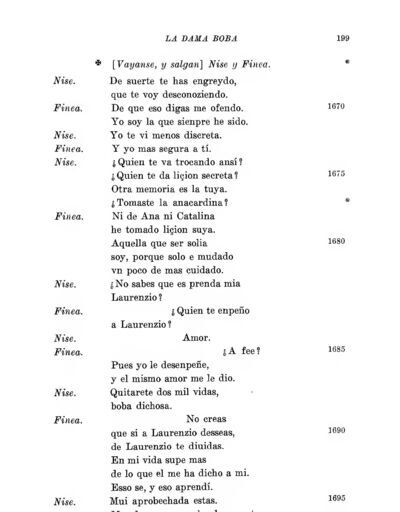 LA DAMA BOBA 199
✠ [Vayanse, y salgan] Nise y Finea. *
Nise. De suerte te has engreydo,
que te voy desconoziendo.
Finea. De que eso digas me ofendo. 1670
Yo soy la que sienpre he sido.
Nise. Yo te vi menos discreta.
Finea. Y yo mas segura a tí.
Nise. ¿Quien te va trocando ansí?
¿Quien te da liçion secreta? 1675
Otra memoria es la tuya.
¿Tomaste la anacardina? *
Finea. Ni de Ana ni Catalina
he tomado liçion suya.
Aquella que ser solia 1680
soy, porque solo e mudado
vn poco de mas cuidado.
Nise. ¿No sabes que es prenda mia
Laurenzio?
Finea. ¿Quien te enpeño
a Laurenzio?
Nise. Amor.
Finea. ¿A fee? 1685
Pues yo le desenpeñe,
y el mismo amor me le dio.
Nise. Quitarete dos mil vidas,
boba dichosa.
Finea. No creas
que si a Laurenzio deseas, 1690
de Laurenzio te diuidas.
En mi vida supe mas
de lo que el me ha dicho a mi.
Esso se, y eso aprendí.
Nise. Mui aprobechada estas. 1695